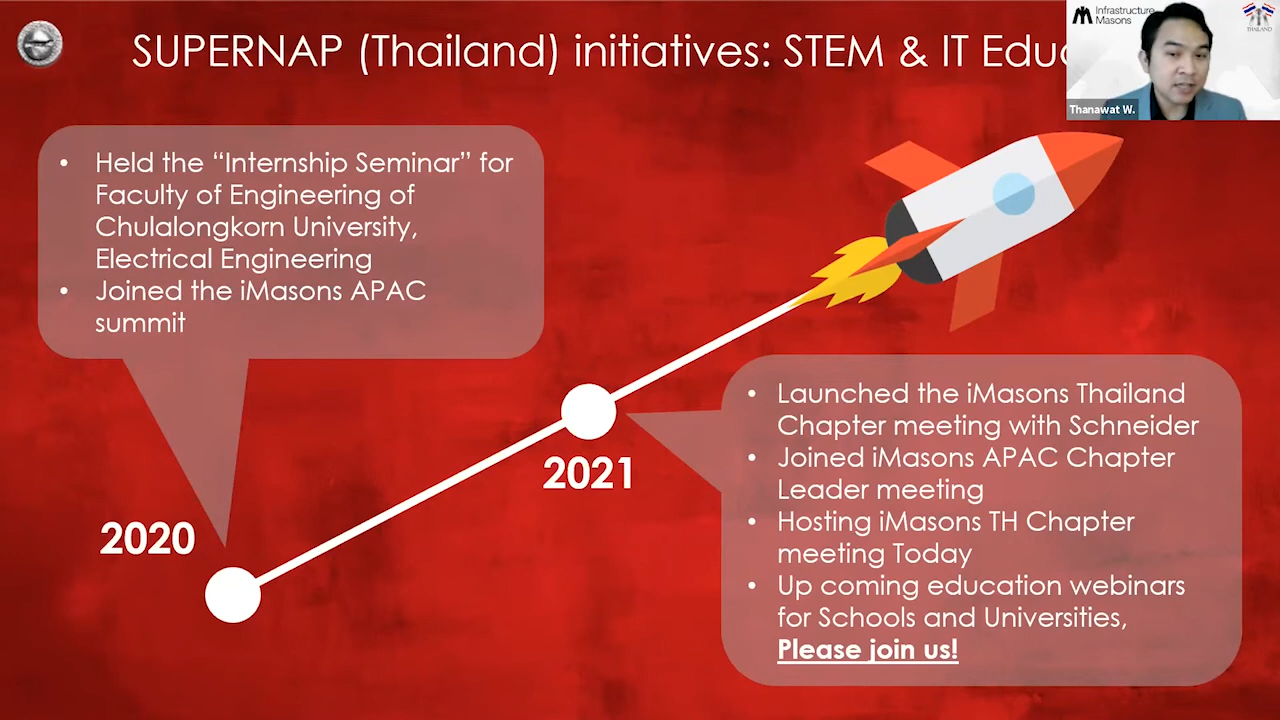 SUPERNAP (Thailand) initiatives: STEM & IT Edu
Infrastructure
Masons
THAILAND
Thanawat W.
• Held the “Internship Seminar” for
Faculty of Engineering of
Chulalongkorn University,
Electrical Engineering
• Joined the iMasons APAC
summit
2020
2021
• Launched the iMasons Thailand
Chapter meeting with Schneider
• Joined iMasons APAC Chapter
Leader meeting
• Hosting iMasons TH Chapter
meeting Today
• Up coming education webinars
for Schools and Universities,
Please join us!